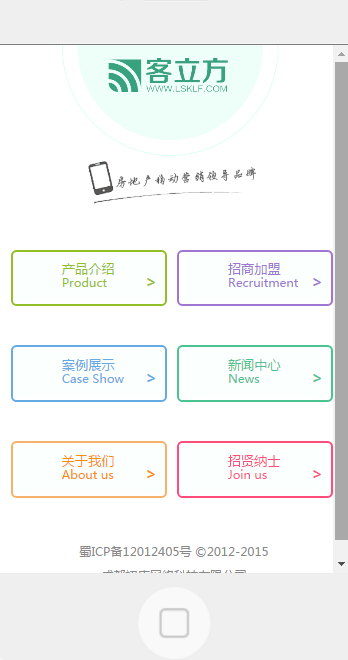 客立方
WWW.LSKLF.COM
房地产移动营销领导品牌
产品介绍
Product
>
招商加盟
Recruitment
>
案例展示
Case Show
>
新闻中心
News
>
关于我们
About us
>
招贤纳士
Join us
>
蜀ICP备12012405号 ©2012-2015